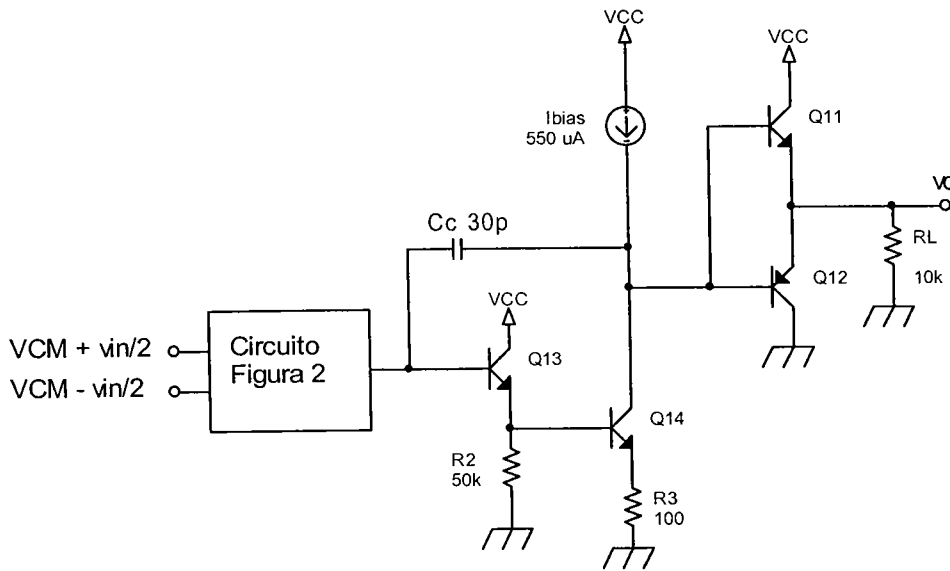 VCC
VCC
Ibias
550 uA
Q11
VO
Cc 30p
RL
10k
Q12
VCC
VCM + vin/2
VCM - vin/2
Circuito
Figura 2
Q13
Q14
R2
50k
R3
100